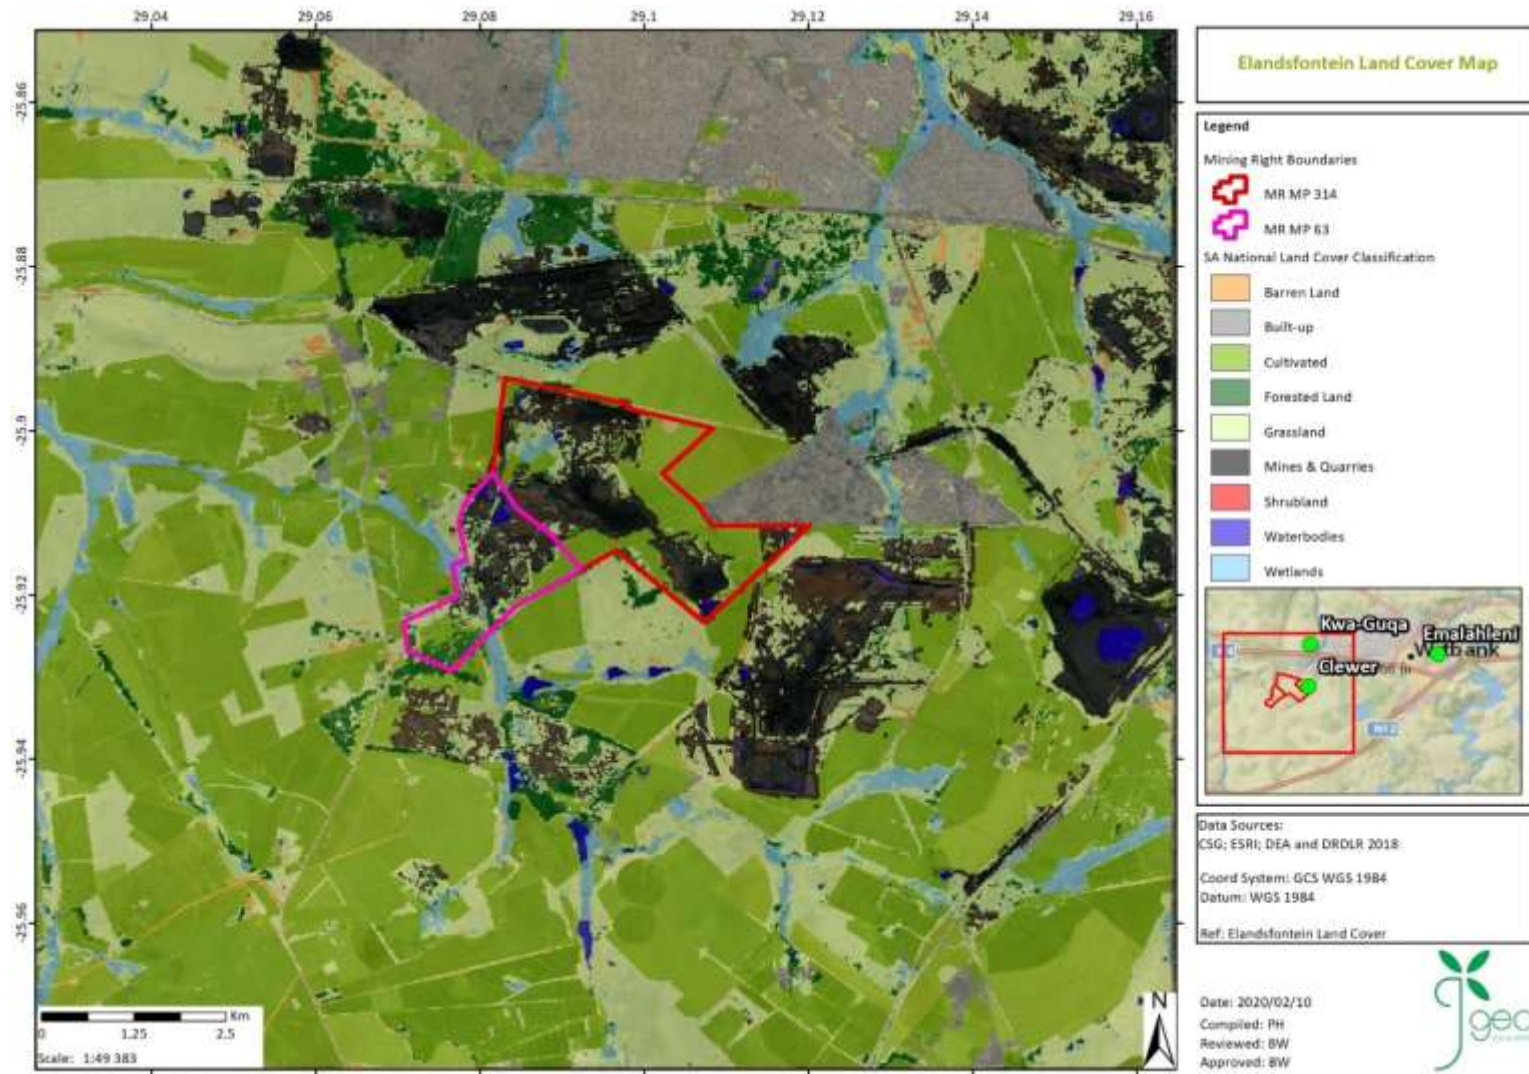 29.04 29.06 29.08 29.1 29.12 29.14 29.16
-25.86
-25.88
-25.9
-25.92
-25.94
-25.96
Elandsfontein Land Cover Map
Legend
Mining Right Boundaries
MR MP 314
MR MP 63
SA National Land Cover Classification
Barren Land
Built-up
Cultivated
Forested Land
Grassland
Mines & Quarries
Shrubland
Waterbodies
Wetlands
Kwa-Guqa
Emalahleni
Witbank
Clewer
N12
Data Sources:
CSG; ESRI; DEA and DRDLR 2018
Coord System: GCS WGS 1984
Datum: WGS 1984
Ref: Elandsfontein Land Cover
Date: 2020/02/10
Compiled: PH
Reviewed: BW
Approved: BW
N
Km
0 1.25 2.5
Scale: 1:49 383